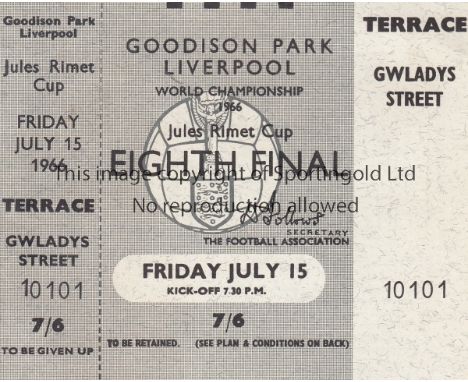 Goodison Park
Liverpool
Jules Rimet
Cup
FRIDAY
JULY 15
1966
TERRACE
GWLADYS
STREET
10101
7/6
TO BE GIVEN UP
GOODISON PARK
LIVERPOOL
WORLD CHAMPIONSHIP
1966
Jules Rimet Cup
EIGHTH FINAL
This image copyright of Sportingold Ltd
No reproduction allowed
D Follows
SECRETARY
THE FOOTBALL ASSOCIATION
FRIDAY JULY 15
KICK-OFF 7.30 P.M.
7/6
TO BE RETAINED. (SEE PLAN & CONDITIONS ON BACK)
TERRACE
GWLADYS
STREET
10101